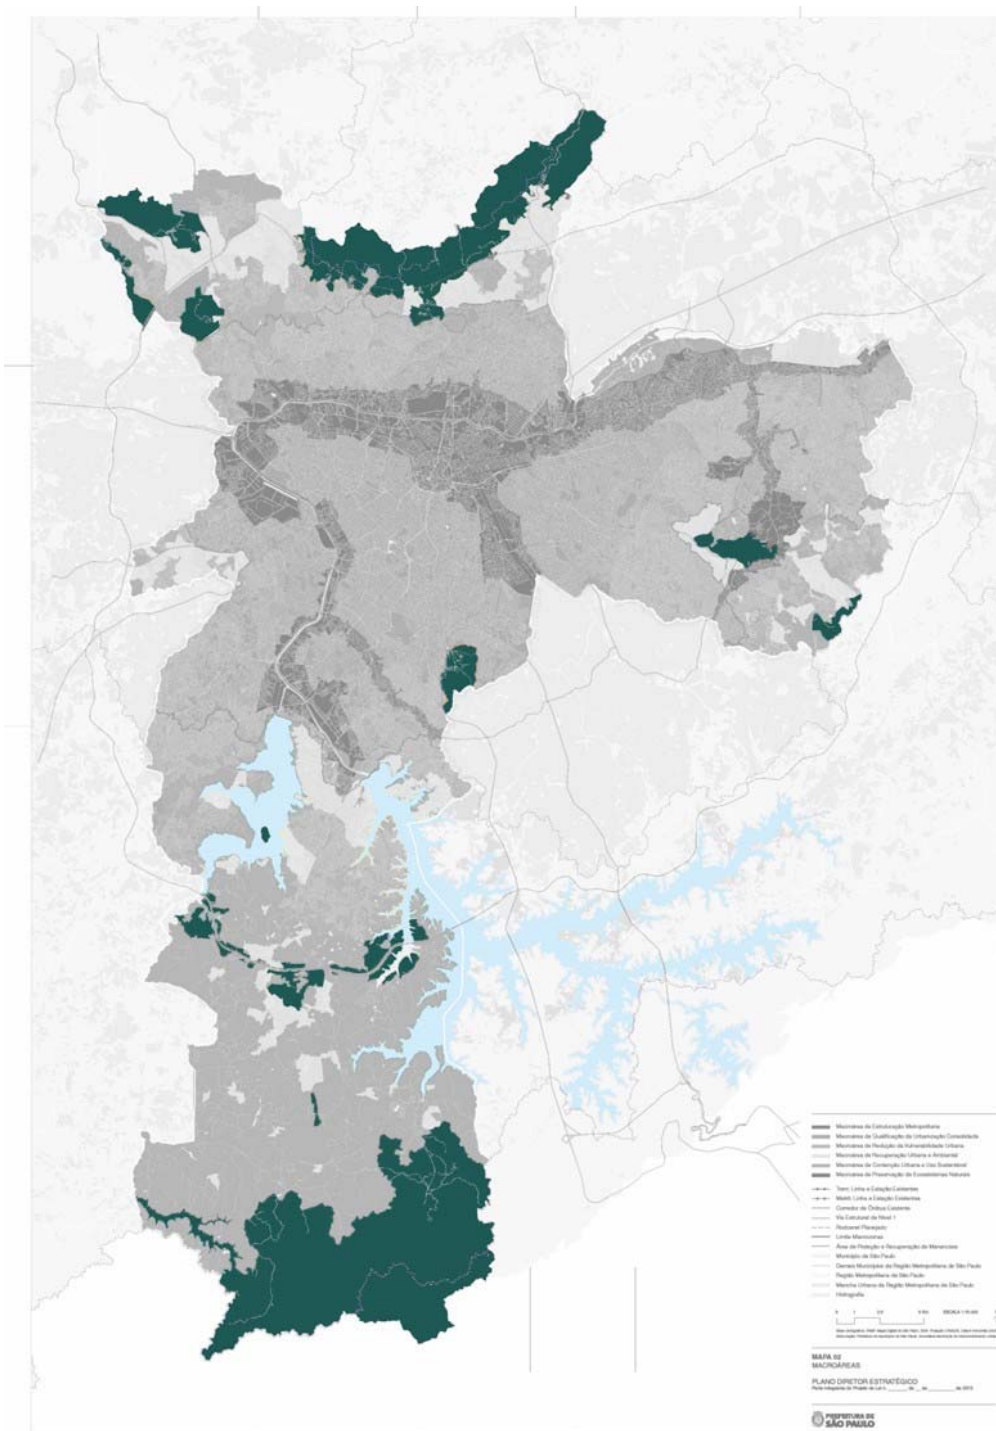 Macroárea de Estruturação Metropolitana
Macroárea de Qualificação da Urbanização Consolidada
Macroárea de Redução da Vulnerabilidade Urbana
Macroárea de Recuperação Urbana e Ambiental
Macroárea de Contenção Urbana e Uso Sustentável
Macroárea de Preservação de Ecossistemas Naturais
Trem: Linha e Estação Existentes
Metrô: Linha e Estação Existentes
Corredor de Ônibus Existente
Via Estrutural de Nível 1
Rodoanel Planejado
Limite Macrozonas
Área de Proteção e Recuperação de Mananciais
Município de São Paulo
Demais Municípios da Região Metropolitana de São Paulo
Região Metropolitana de São Paulo
Mancha Urbana da Região Metropolitana de São Paulo
Hidrografia
MAPA 02
MACROÁREAS
PLANO DIRETOR ESTRATÉGICO
PREFEITURA DE
SÃO PAULO